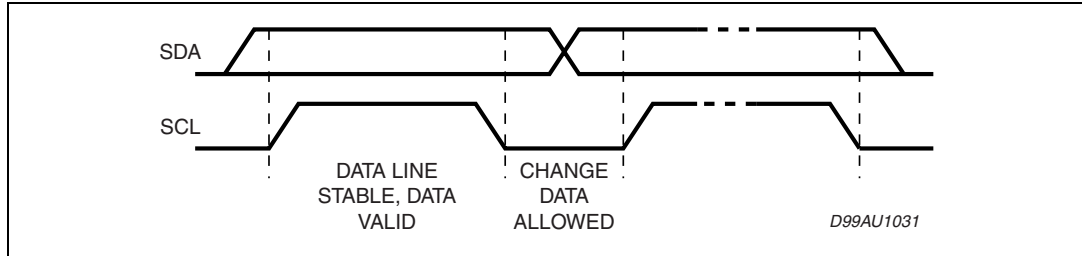 SDA
SCL
DATA LINE
STABLE, DATA
VALID
CHANGE
DATA
ALLOWED
D99AU1031